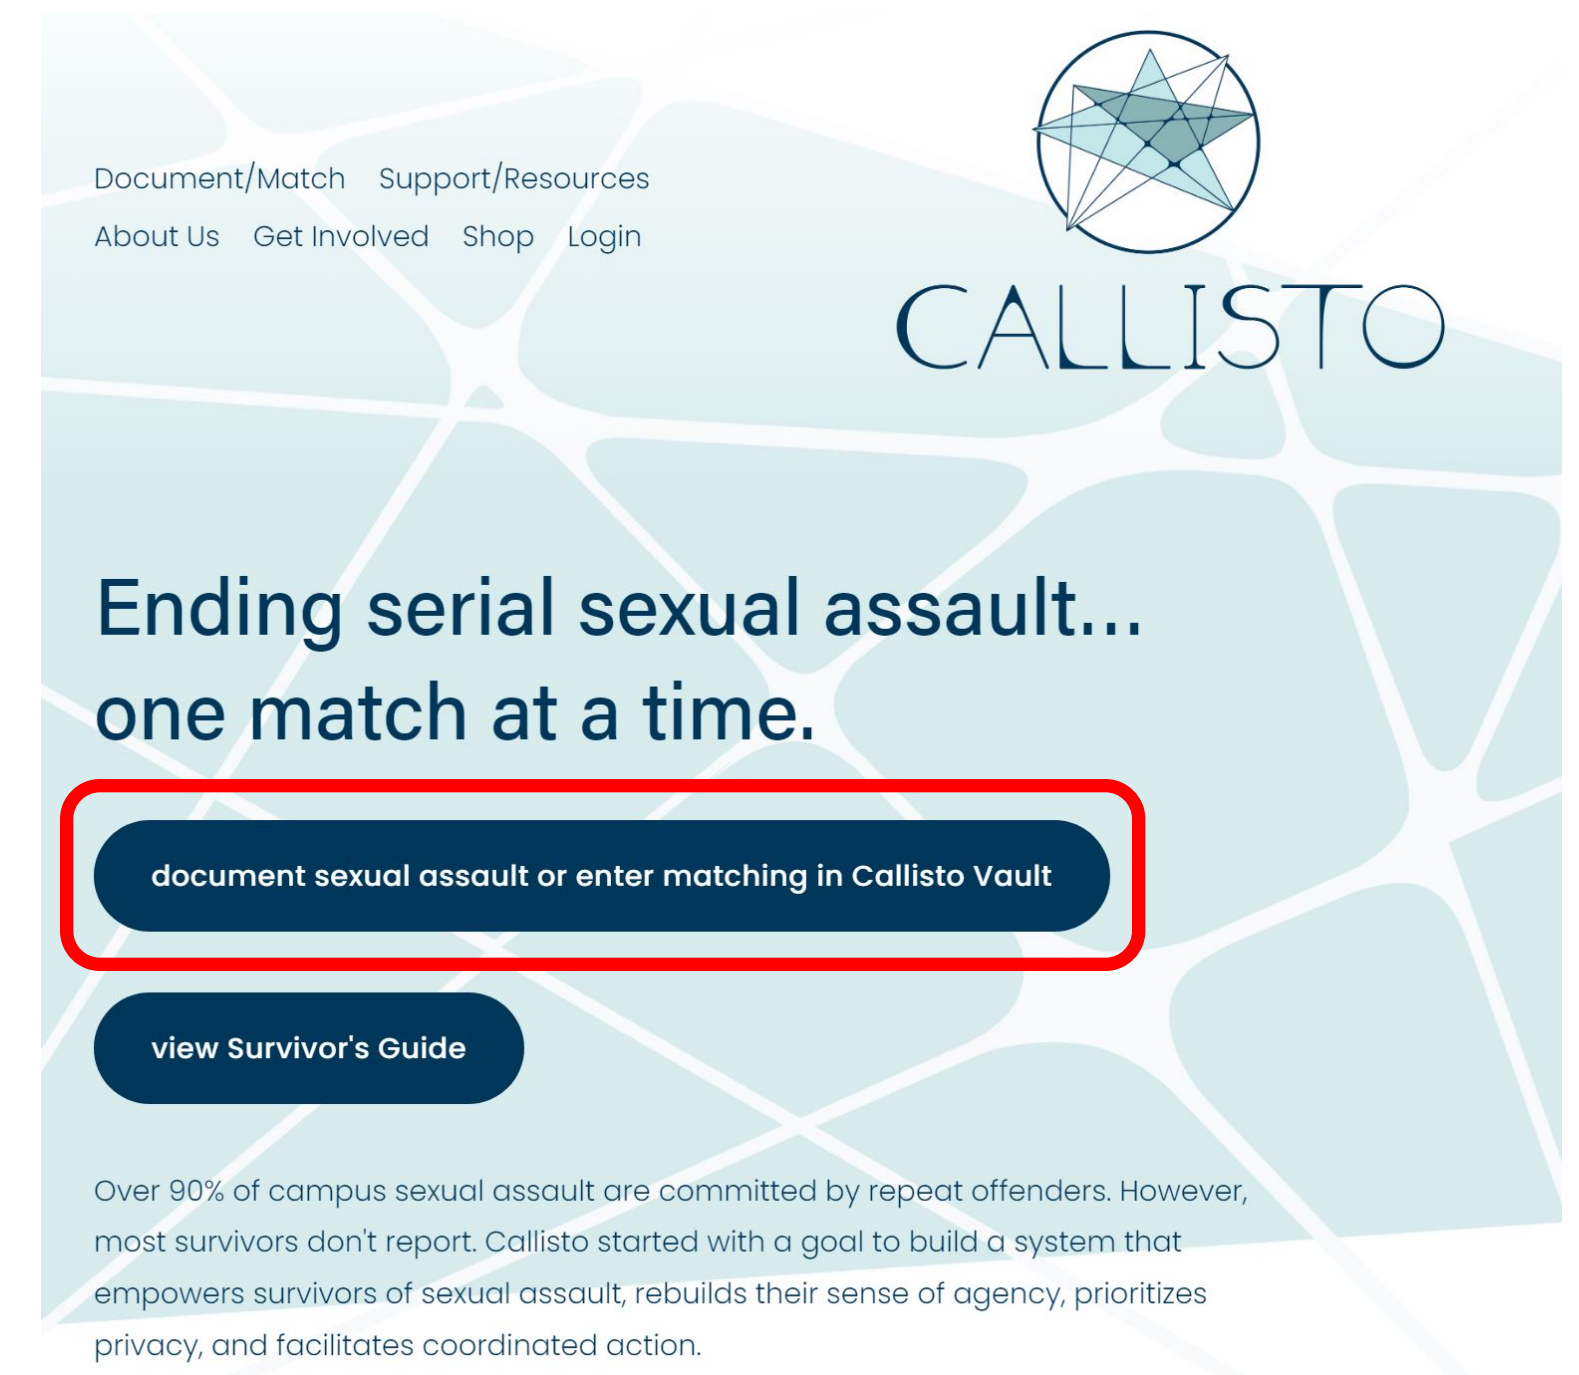 Document/Match Support/Resources
About Us Get Involved Shop Login
CALLISTO
Ending serial sexual assault...
one match at a time.
document sexual assault or enter matching in Callisto Vault
view Survivor's Guide
Over 90% of campus sexual assault are committed by repeat offenders. However,
most survivors don't report. Callisto started with a goal to build a system that
empowers survivors of sexual assault, rebuilds their sense of agency, prioritizes
privacy, and facilitates coordinated action.